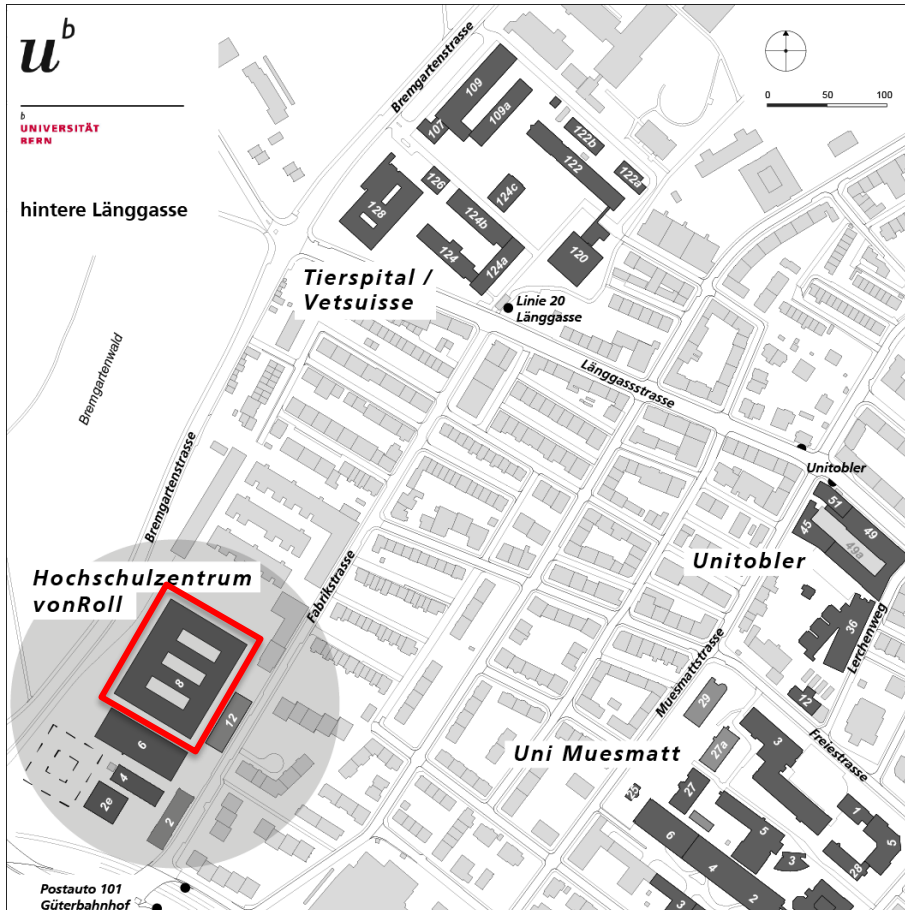 u^b
b
UNIVERSITÄT
BERN
hintere Länggasse
0 50 100
Bremgartenstrasse
109
109a
107
122b
122
122a
126
124c
128
124b
124
124a
120
Tierspital /
Vetsuisse
Linie 20
Länggasse
Bremgartenwald
Länggassstrasse
Bremgartenstrasse
Unitobler
51
45
49
49a
Hochschulzentrum
vonRoll
Fabrikstrasse
Unitobler
36
Lerchenweg
8
12
6
4
2e
2
Muesmattstrasse
29
12
3
Freiestrasse
Uni Muesmatt
27a
25
27
1
5
5
6
4
3
28
2
3
Postauto 101
Güterbahnhof